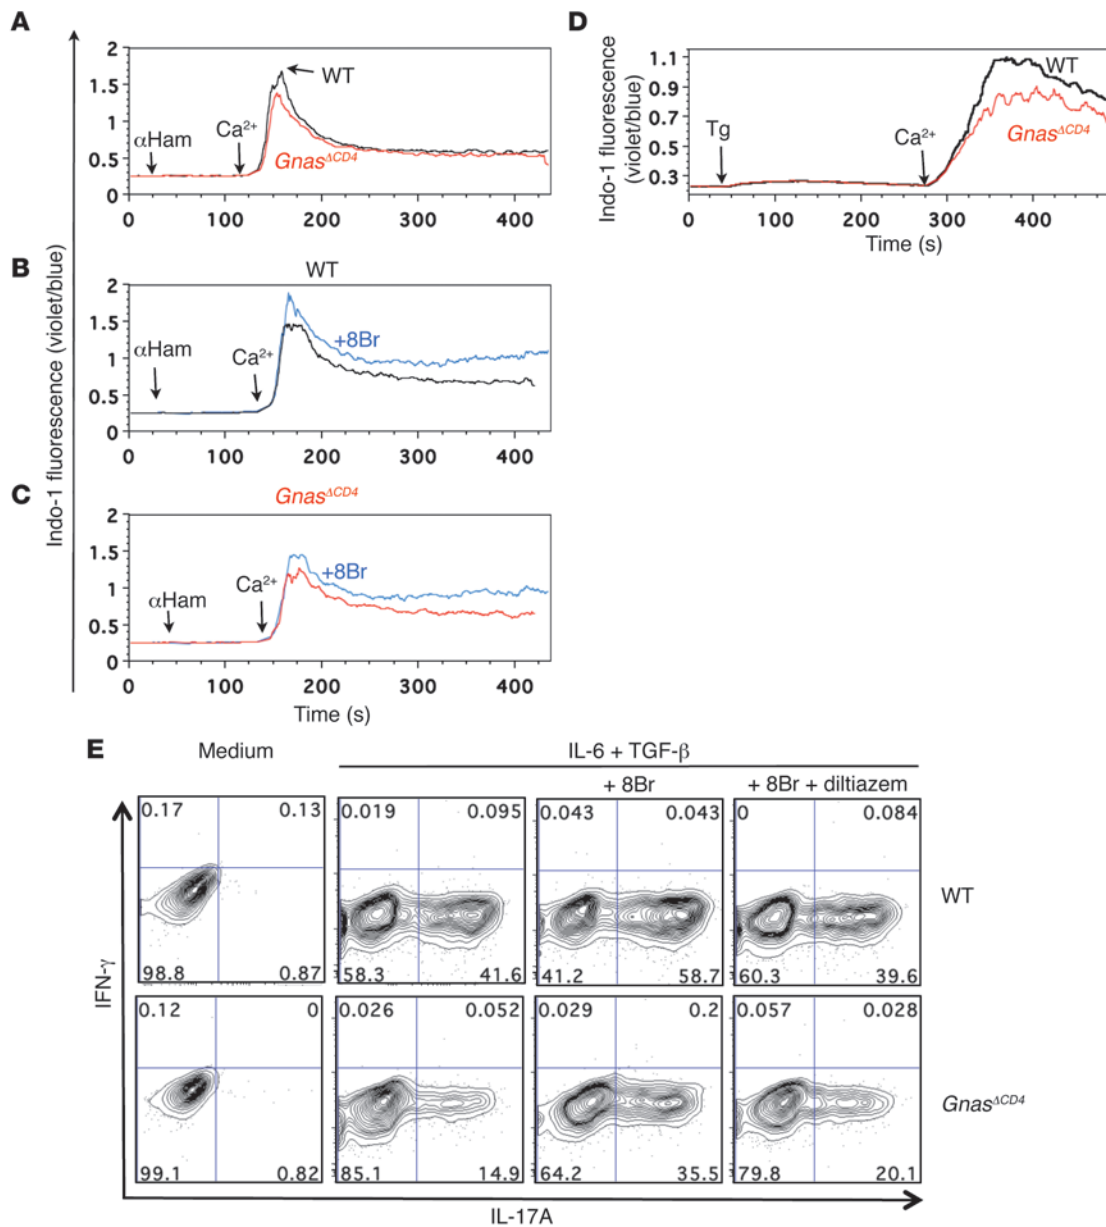 A
2
1.5
1
0.5
0
WT
αHam
Ca2+
GnasΔCD4
0 100 200 300 400
D
Indo-1 fluorescence
(violet/blue)
1.1
0.9
0.7
0.5
0.3
WT
Tg
Ca2+
GnasΔCD4
0 100 200 300 400
Time (s)
Indo-1 fluorescence (violet/blue)
B
WT
2
1.5
1
0.5
0
αHam
Ca2+
+8Br
0 100 200 300 400
C
GnasΔCD4
2
1.5
1
0.5
0
αHam
Ca2+
+8Br
0 100 200 300 400
Time (s)
E
Medium
IL-6 + TGF-β
+ 8Br
+ 8Br + diltiazem
0.17 0.13 0.019 0.095 0.043 0.043 0 0.084
WT
98.8 0.87 58.3 41.6 41.2 58.7 60.3 39.6
0.12 0 0.026 0.052 0.029 0.2 0.057 0.028
GnasΔCD4
99.1 0.82 85.1 14.9 64.2 35.5 79.8 20.1
IFN-γ
IL-17A